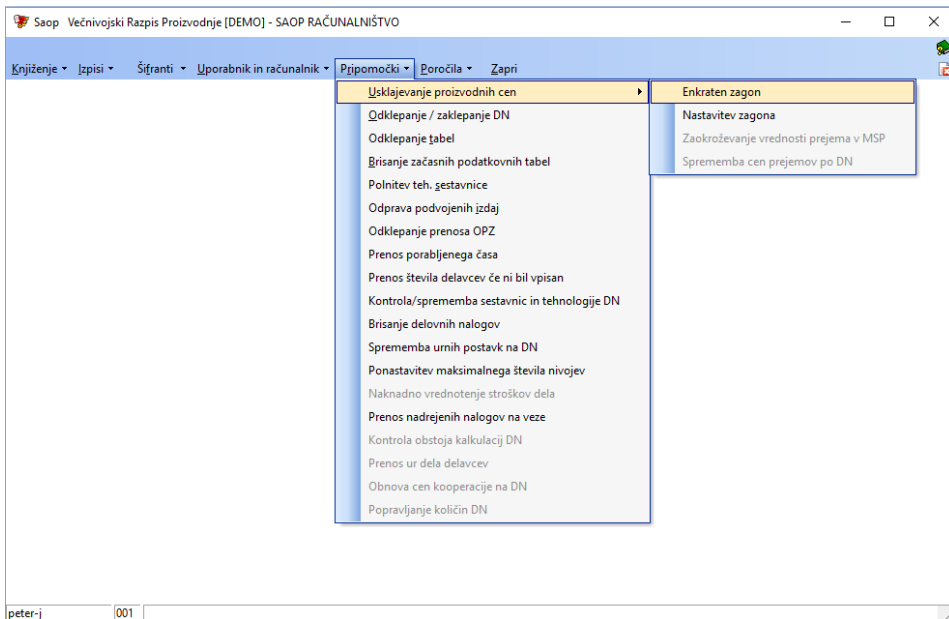 Saop Večnivojski Razpis Proizvodnje [DEMO] - SAOP RAČUNALNIŠTVO
Knjiženje Izpisi Šifranti Uporabnik in računalnik Pripomočki Poročila Zapri
Usklajevanje proizvodnih cen
Odklepanje / zaklepanje DN
Odklepanje tabel
Brisanje začasnih podatkovnih tabel
Polnitev teh. sestavnice
Odprava podvojenih izdaj
Odklepanje prenosa OPZ
Prenos porabljenega časa
Prenos števila delavcev če ni bil vpisan
Kontrola/sprememba sestavnic in tehnologije DN
Brisanje delovnih nalogov
Sprememba urnih postavk na DN
Ponastavitev maksimalnega števila nivojev
Naknadno vrednotenje stroškov dela
Prenos nadrejenih nalogov na veze
Kontrola obstoja kalkulacij DN
Prenos ur dela delavcev
Obnova cen kooperacije na DN
Popravljanje količin DN
Enkraten zagon
Nastavitev zagona
Zaokroževanje vrednosti prejema v MSP
Sprememba cen prejemov po DN
peter-j 001